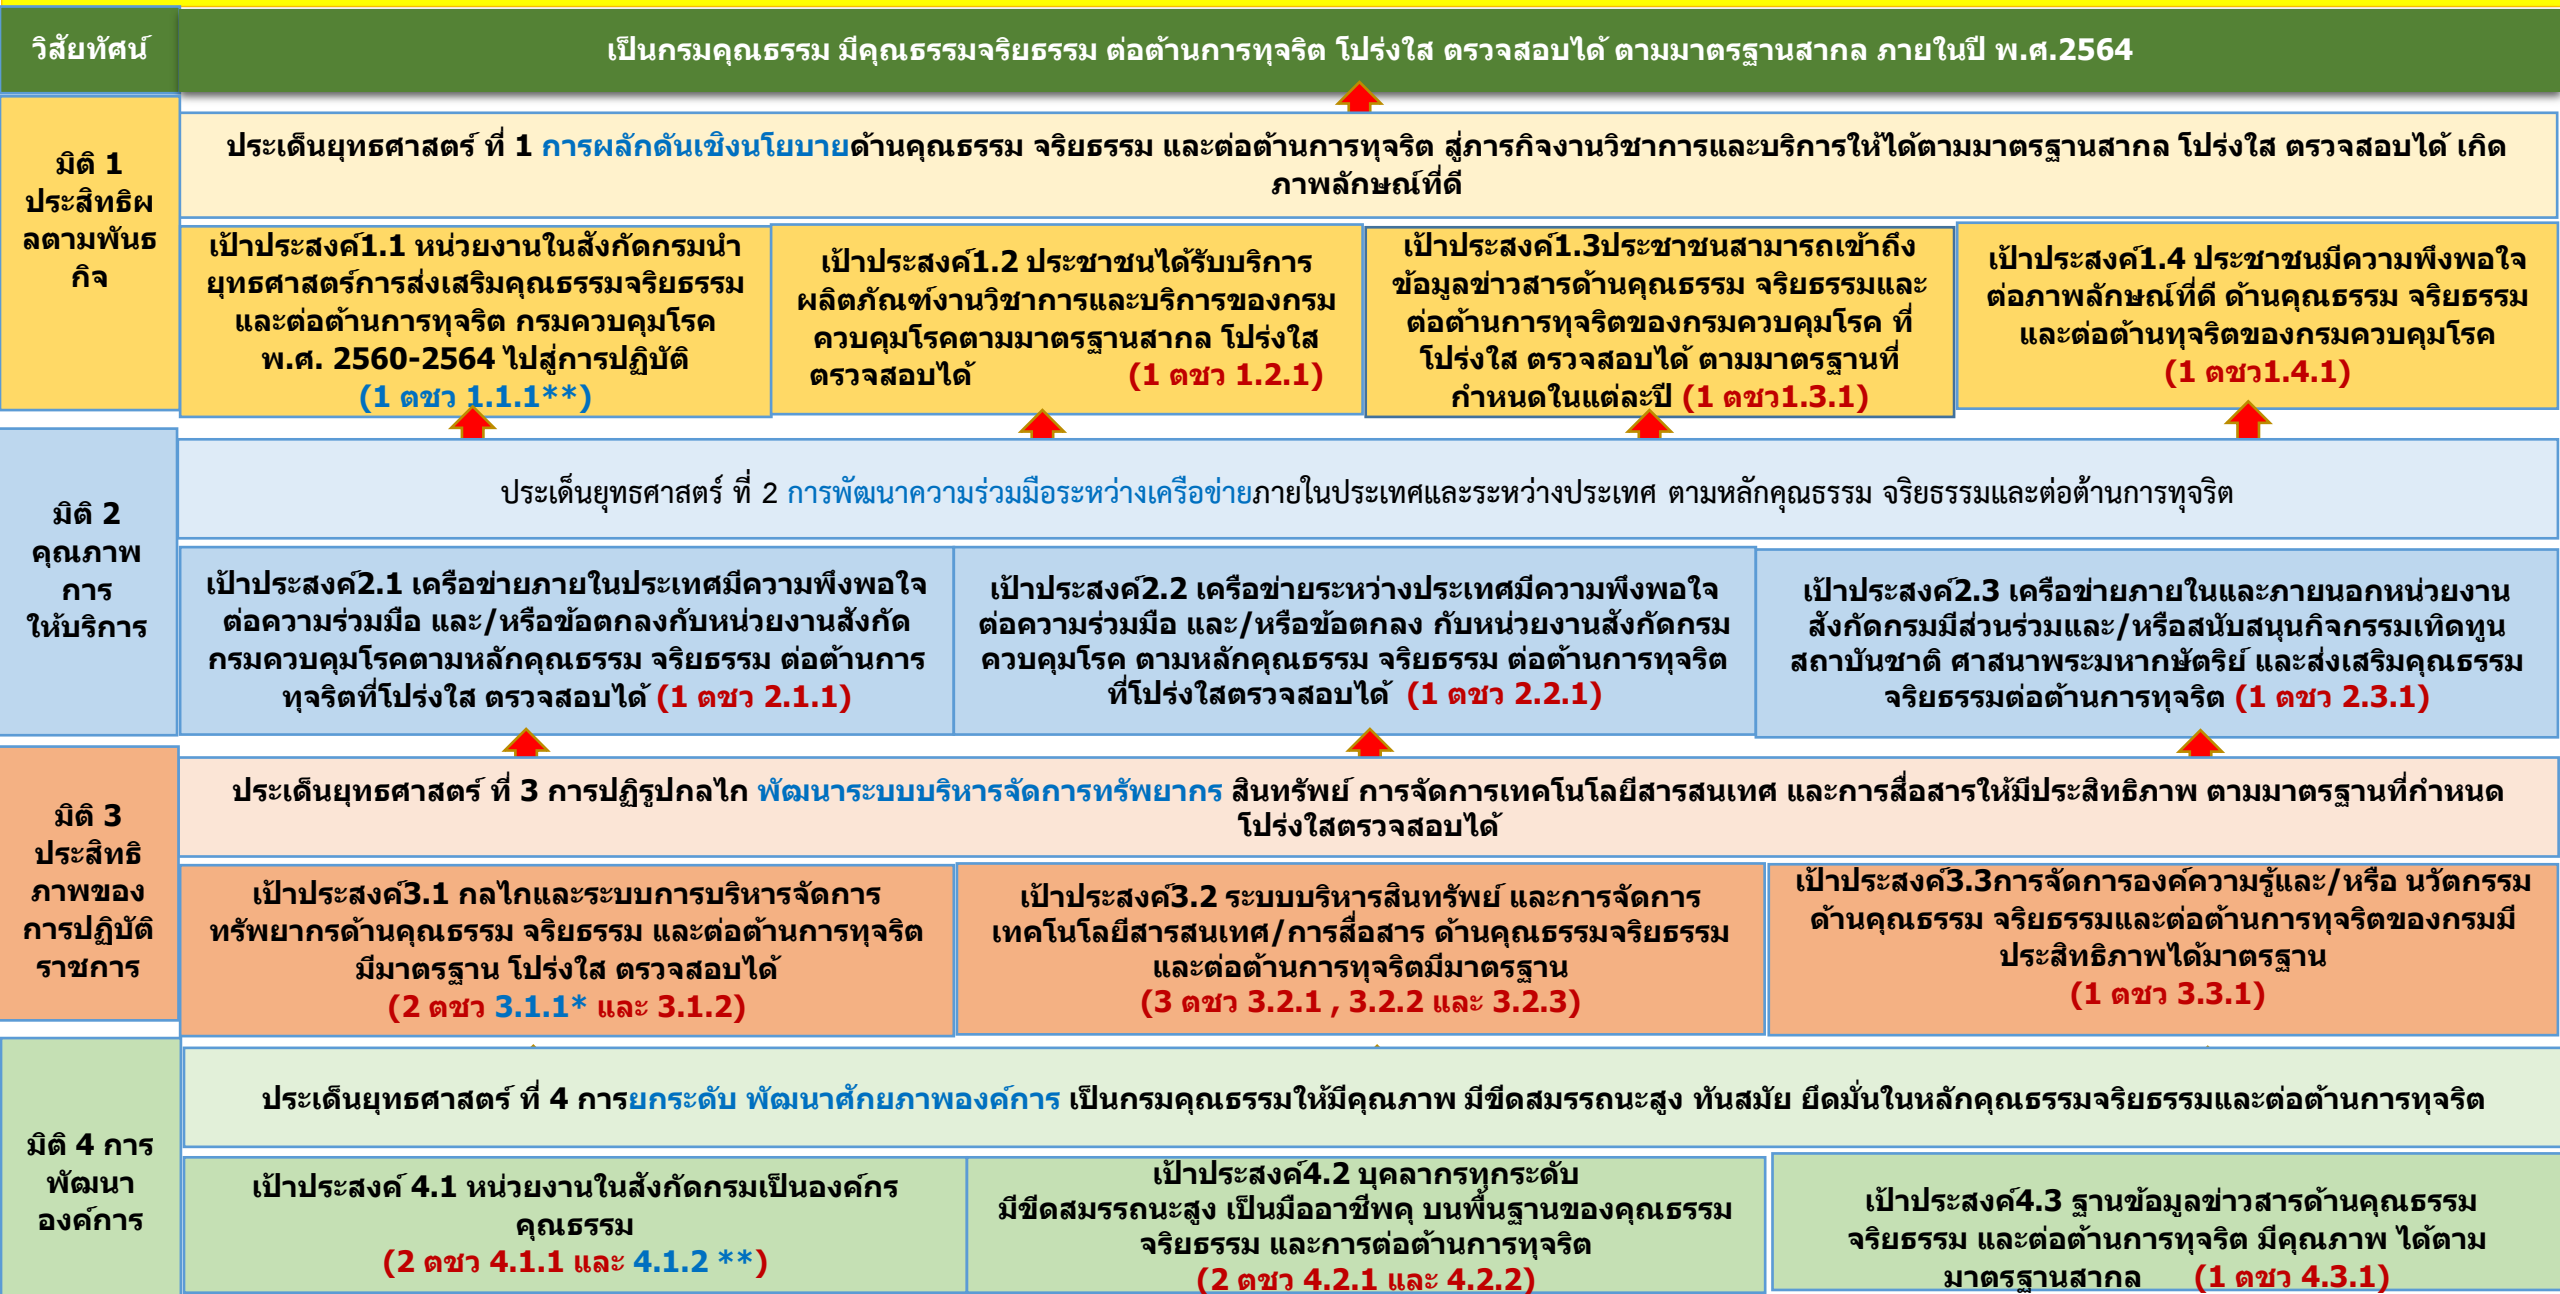 วิสัยทัศน์
เป็นกรมคุณธรรม มีคุณธรรมจริยธรรม ต่อต้านการทุจริต โปร่งใส ตรวจสอบได้ ตามมาตรฐานสากล ภายในปี พ.ศ.2564
มิติ 1
ประสิทธิผ
ลตามพันธ
กิจ
ประเด็นยุทธศาสตร์ ที่ 1 การผลักดันเชิงนโยบายด้านคุณธรรม จริยธรรม และต่อต้านการทุจริต สู่ภารกิจงานวิชาการและบริการให้ได้ตามมาตรฐานสากล โปร่งใส ตรวจสอบได้ เกิด
ภาพลักษณ์ที่ดี
เป้าประสงค์1.1 หน่วยงานในสังกัดกรมนำ
ยุทธศาสตร์การส่งเสริมคุณธรรมจริยธรรม
และต่อต้านการทุจริต กรมควบคุมโรค
พ.ศ. 2560-2564 ไปสู่การปฏิบัติ
(1 ตชว 1.1.1**)
เป้าประสงค์1.2 ประชาชนได้รับบริการ
ผลิตภัณฑ์งานวิชาการและบริการของกรม
ควบคุมโรคตามมาตรฐานสากล โปร่งใส
ตรวจสอบได้ (1 ตชว 1.2.1)
เป้าประสงค์1.3ประชาชนสามารถเข้าถึง
ข้อมูลข่าวสารด้านคุณธรรม จริยธรรมและ
ต่อต้านการทุจริตของกรมควบคุมโรค ที่
โปร่งใส ตรวจสอบได้ ตามมาตรฐานที่
กำหนดในแต่ละปี (1 ตชว1.3.1)
เป้าประสงค์1.4 ประชาชนมีความพึงพอใจ
ต่อภาพลักษณ์ที่ดี ด้านคุณธรรม จริยธรรม
และต่อต้านทุจริตของกรมควบคุมโรค
(1 ตชว1.4.1)
มิติ 2
คุณภาพ
การ
ให้บริการ
ประเด็นยุทธศาสตร์ ที่ 2 การพัฒนาความร่วมมือระหว่างเครือข่ายภายในประเทศและระหว่างประเทศ ตามหลักคุณธรรม จริยธรรมและต่อต้านการทุจริต
เป้าประสงค์2.1 เครือข่ายภายในประเทศมีความพึงพอใจ
ต่อความร่วมมือ และ/หรือข้อตกลงกับหน่วยงานสังกัด
กรมควบคุมโรคตามหลักคุณธรรม จริยธรรม ต่อต้านการ
ทุจริตที่โปร่งใส ตรวจสอบได้ (1 ตชว 2.1.1)
เป้าประสงค์2.2 เครือข่ายระหว่างประเทศมีความพึงพอใจ
ต่อความร่วมมือ และ/หรือข้อตกลง กับหน่วยงานสังกัดกรม
ควบคุมโรค ตามหลักคุณธรรม จริยธรรม ต่อต้านการทุจริต
ที่โปร่งใสตรวจสอบได้ (1 ตชว 2.2.1)
เป้าประสงค์2.3 เครือข่ายภายในและภายนอกหน่วยงาน
สังกัดกรมมีส่วนร่วมและ/หรือสนับสนุนกิจกรรมเทิดทูน
สถาบันชาติ ศาสนาพระมหากษัตริย์ และส่งเสริมคุณธรรม
จริยธรรมต่อต้านการทุจริต (1 ตชว 2.3.1)
มิติ 3
ประสิทธิ
ภาพของ
การปฏิบัติ
ราชการ
ประเด็นยุทธศาสตร์ ที่ 3 การปฏิรูปกลไก พัฒนาระบบบริหารจัดการทรัพยากร สินทรัพย์ การจัดการเทคโนโลยีสารสนเทศ และการสื่อสารให้มีประสิทธิภาพ ตามมาตรฐานที่กำหนด
โปร่งใสตรวจสอบได้
เป้าประสงค์3.1 กลไกและระบบการบริหารจัดการ
ทรัพยากรด้านคุณธรรม จริยธรรม และต่อต้านการทุจริต
มีมาตรฐาน โปร่งใส ตรวจสอบได้
(2 ตชว 3.1.1* และ 3.1.2)
เป้าประสงค์3.2 ระบบบริหารสินทรัพย์ และการจัดการ
เทคโนโลยีสารสนเทศ/การสื่อสาร ด้านคุณธรรมจริยธรรม
และต่อต้านการทุจริตมีมาตรฐาน
(3 ตชว 3.2.1 , 3.2.2 และ 3.2.3)
เป้าประสงค์3.3การจัดการองค์ความรู้และ/หรือ นวัตกรรม
ด้านคุณธรรม จริยธรรมและต่อต้านการทุจริตของกรมมี
ประสิทธิภาพได้มาตรฐาน
(1 ตชว 3.3.1)
มิติ 4 การ
พัฒนา
องค์การ
ประเด็นยุทธศาสตร์ ที่ 4 การยกระดับ พัฒนาศักยภาพองค์การ เป็นกรมคุณธรรมให้มีคุณภาพ มีขีดสมรรถนะสูง ทันสมัย ยึดมั่นในหลักคุณธรรมจริยธรรมและต่อต้านการทุจริต
เป้าประสงค์ 4.1 หน่วยงานในสังกัดกรมเป็นองค์กร
คุณธรรม
(2 ตชว 4.1.1 และ 4.1.2 **)
เป้าประสงค์4.2 บุคลากรทุกระดับ
มีขีดสมรรถนะสูง เป็นมืออาชีพคุ บนพื้นฐานของคุณธรรม
จริยธรรม และการต่อต้านการทุจริต
(2 ตชว 4.2.1 และ 4.2.2)
เป้าประสงค์4.3 ฐานข้อมูลข่าวสารด้านคุณธรรม
จริยธรรม และต่อต้านการทุจริต มีคุณภาพ ได้ตาม
มาตรฐานสากล (1 ตชว 4.3.1)